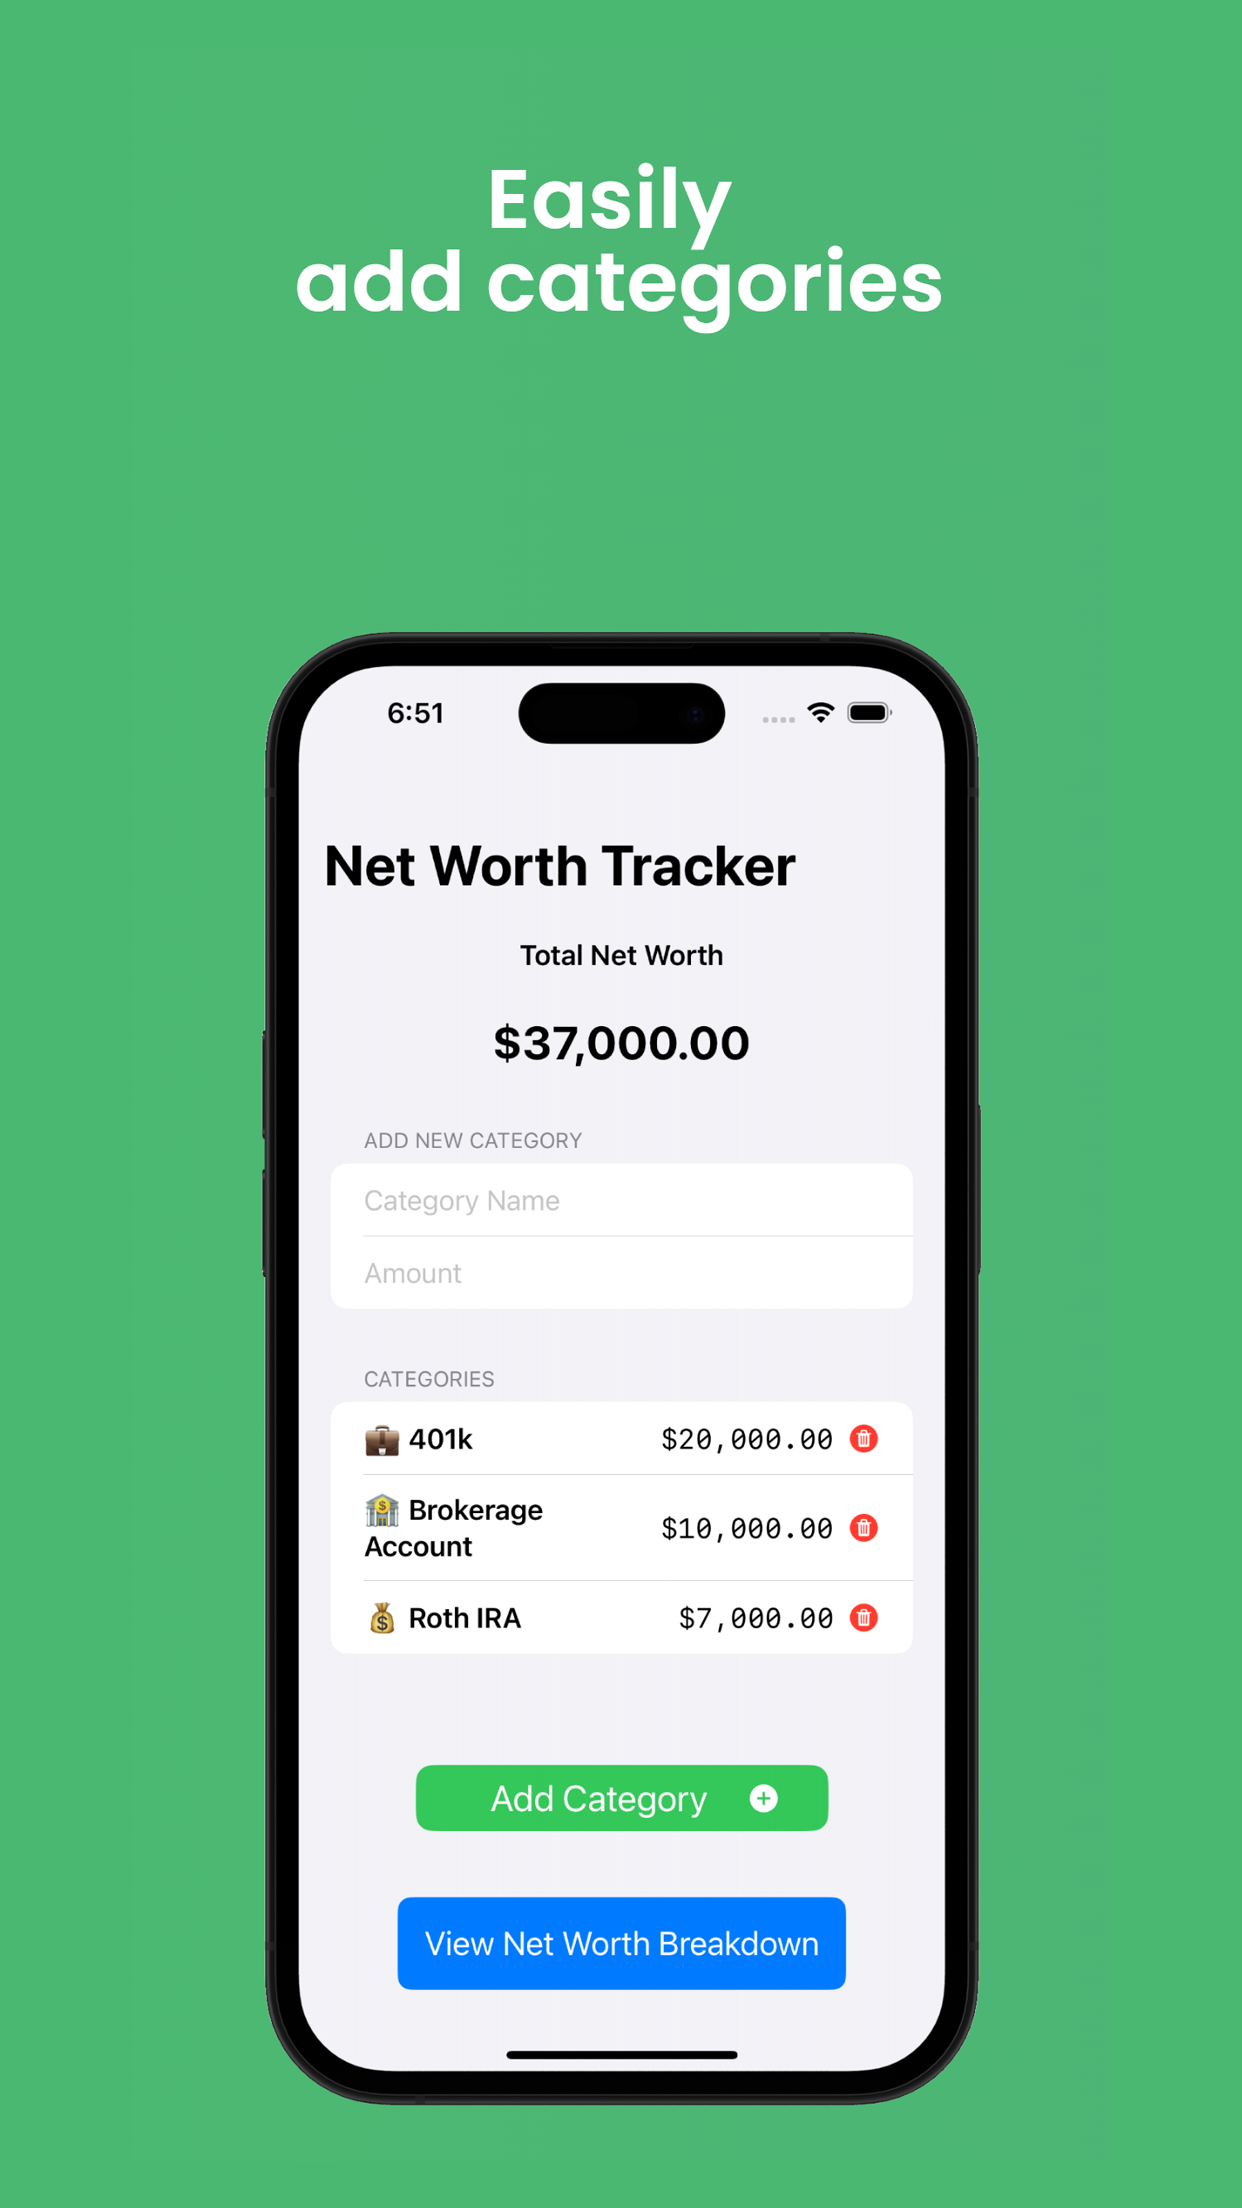 Easily
add categories
6:51
Net Worth Tracker
Total Net Worth
$37,000.00
ADD NEW CATEGORY
Category Name
Amount
CATEGORIES
💼 401k $20,000.00
🏦 Brokerage
Account $10,000.00
💰 Roth IRA $7,000.00
Add Category
View Net Worth Breakdown